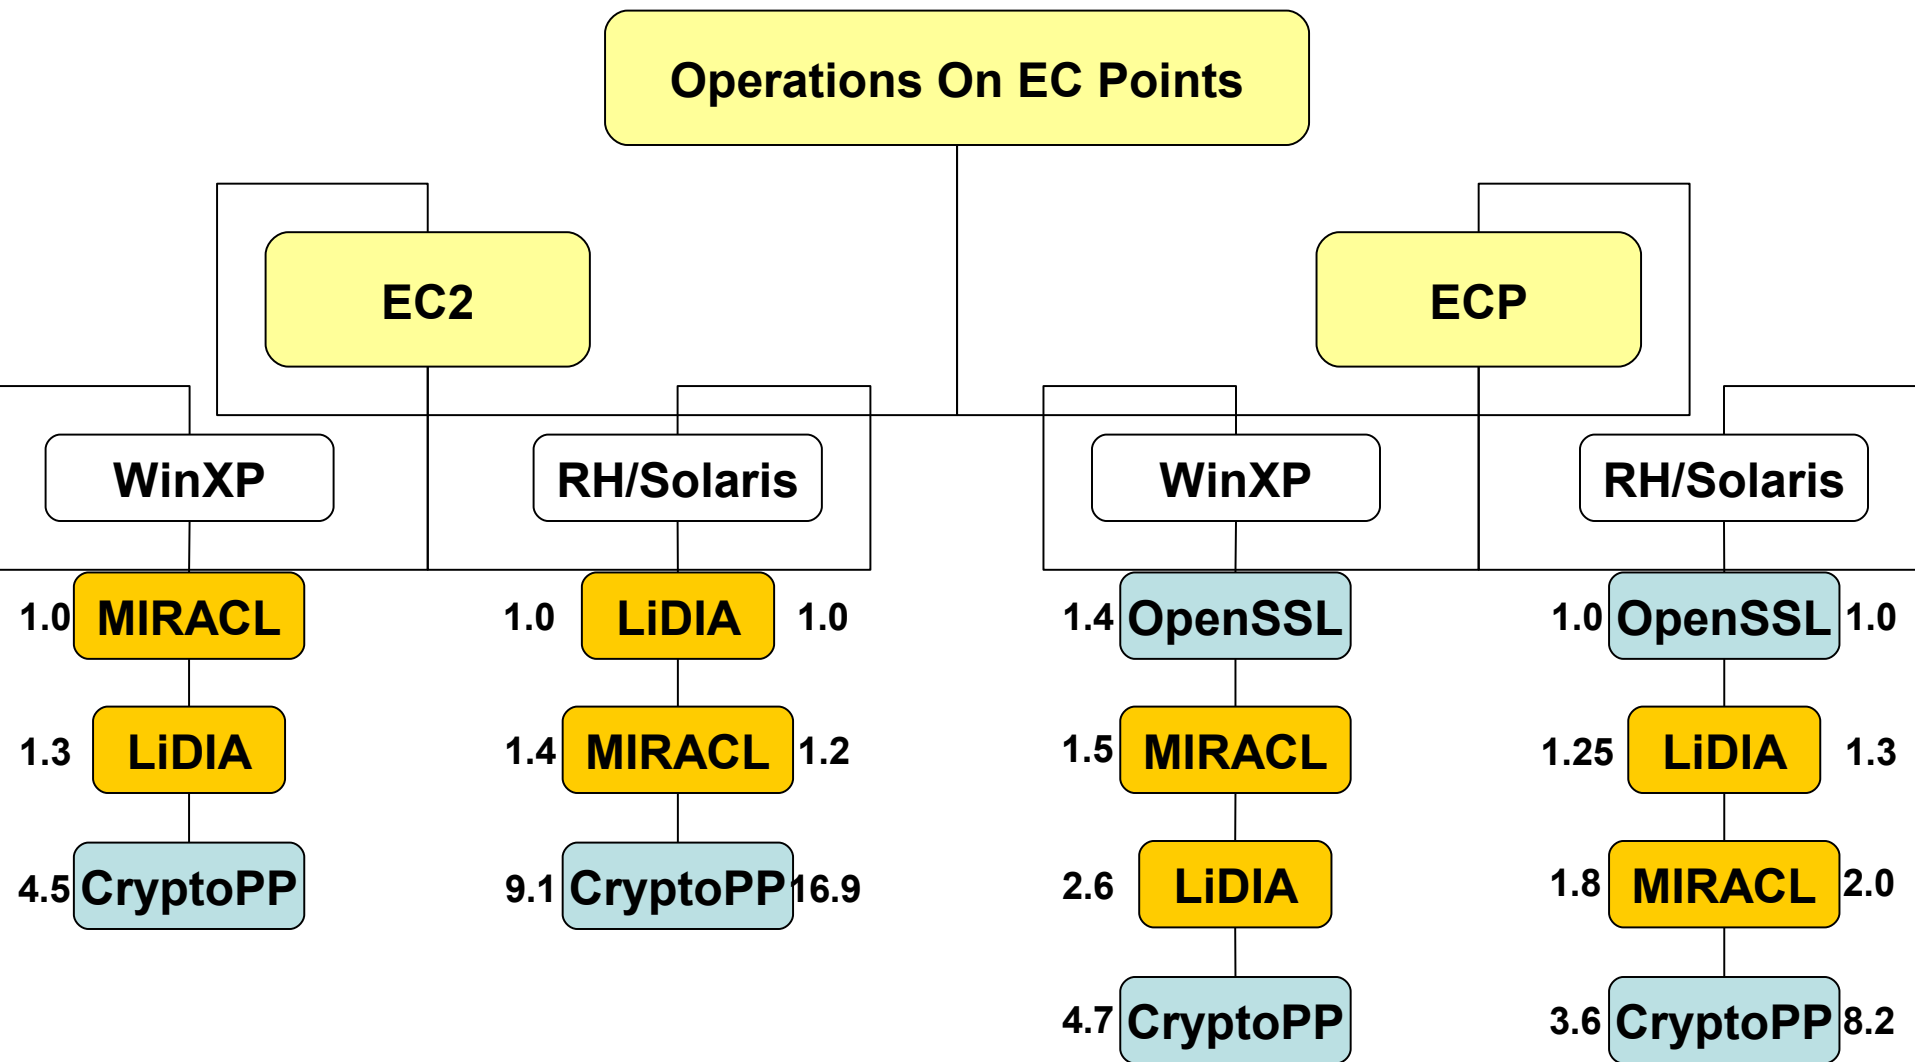 Operations On EC Points
EC2 ECP
WinXP RH/Solaris WinXP RH/Solaris
1.0 MIRACL 1.0 LiDIA 1.0 1.4 OpenSSL 1.0 OpenSSL 1.0
1.3 LiDIA 1.4 MIRACL 1.2 1.5 MIRACL 1.25 LiDIA 1.3
4.5 CryptoPP 9.1 CryptoPP 16.9 2.6 LiDIA 1.8 MIRACL 2.0
4.7 CryptoPP 3.6 CryptoPP 8.2